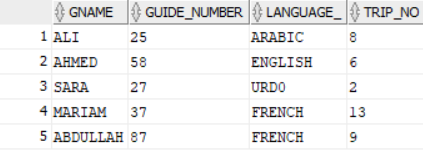 GNAME GUIDE_NUMBER LANGUAGE_ TRIP_NO
1 ALI 25 ARABIC 8
2 AHMED 58 ENGLISH 6
3 SARA 27 URDO 2
4 MARIAM 37 FRENCH 13
5 ABDULLAH 87 FRENCH 9